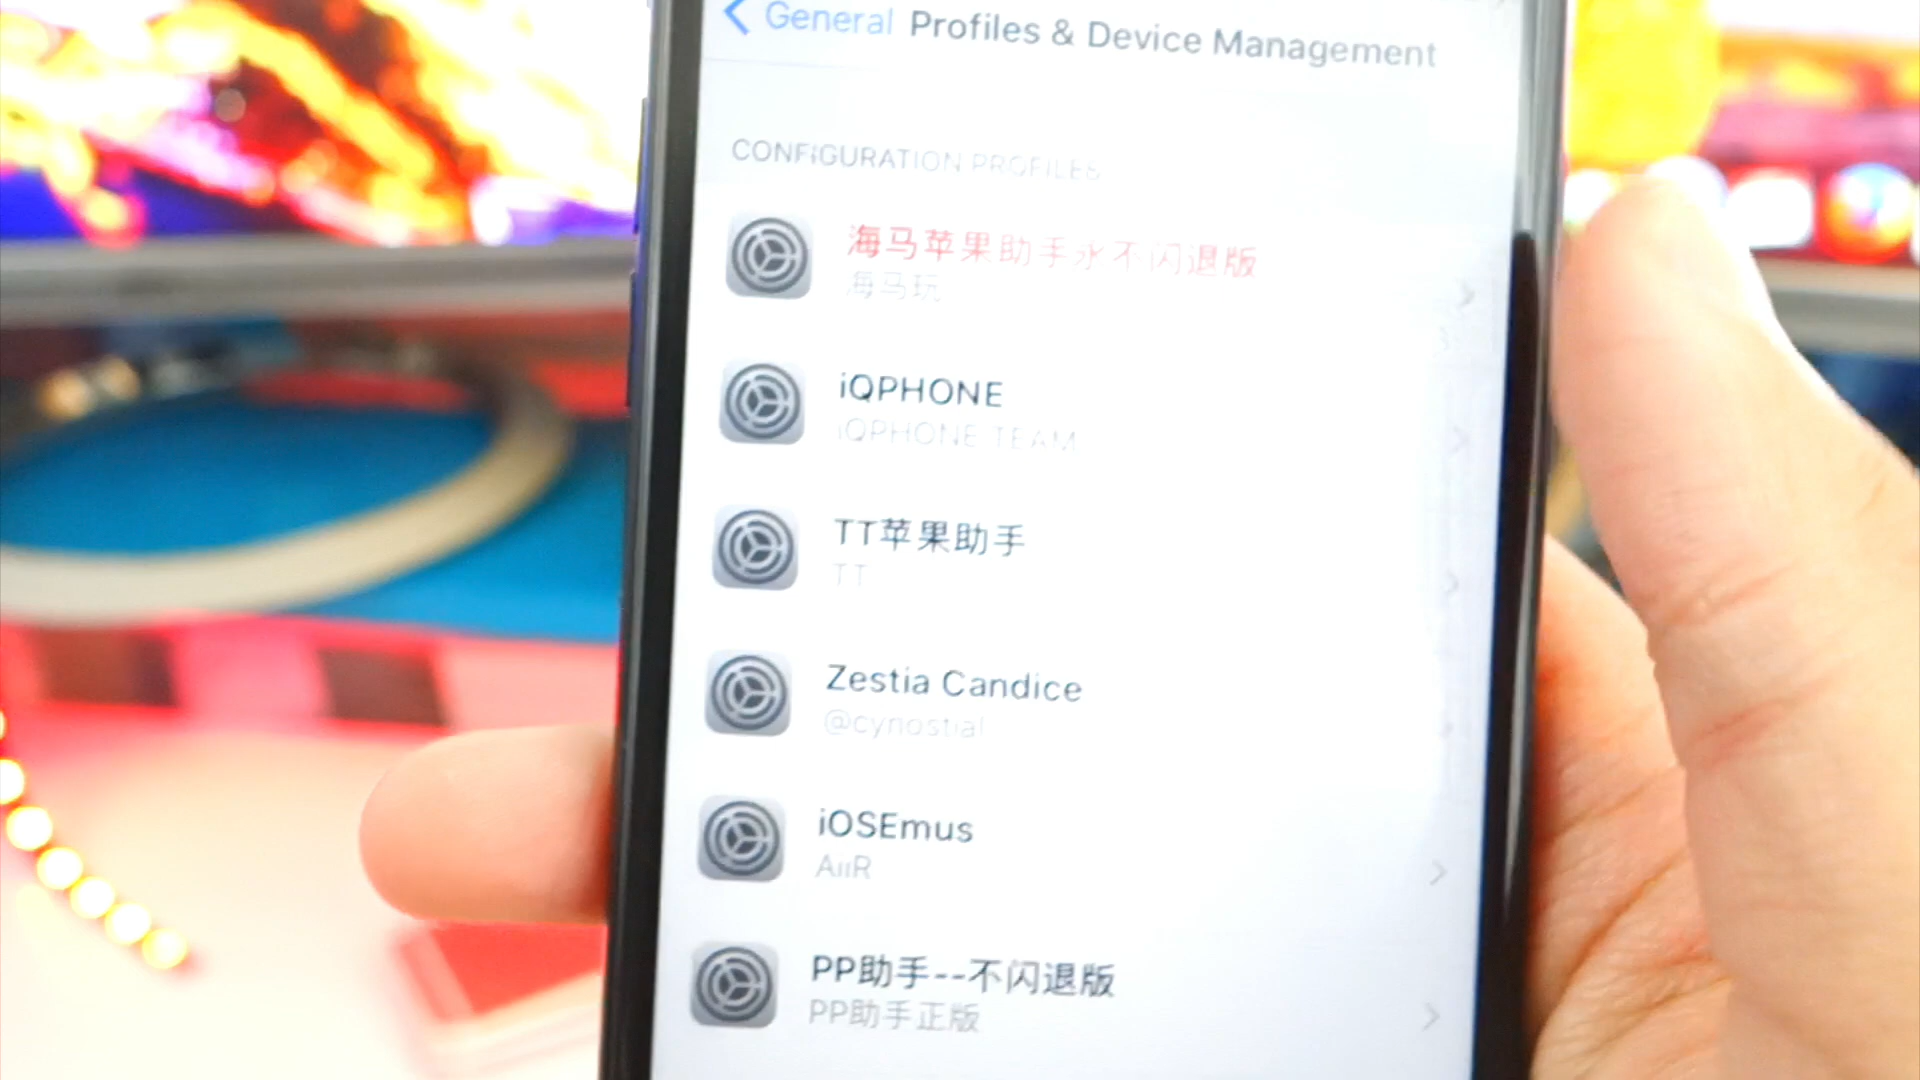 General Profiles & Device Management
CONFIGURATION PROFILES
海马苹果助手永不闪退版
海马玩
iQPHONE
iQPHONE TEAM
TT苹果助手
TT
Zestia Candice
@cynostial
iOSEmus
AiiR
PP助手--不闪退版
PP助手正版